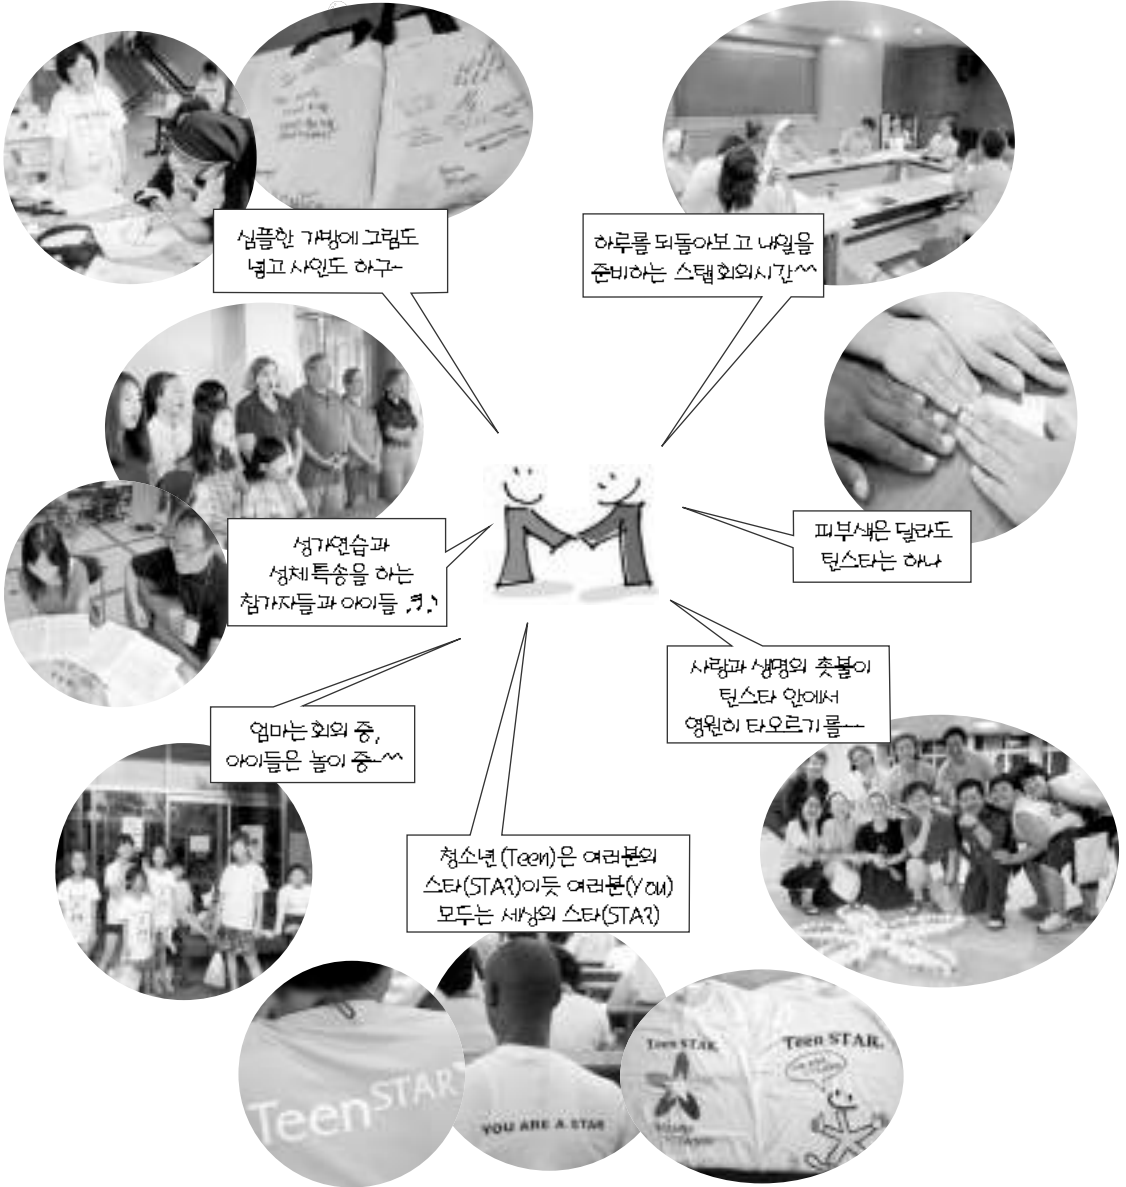 심플한 가방에 그림도
넣고 사인도 하구~
하루를 되돌아보고 내일을
준비하는 스탭회의시간^^
성가연습과
성체특송을 하는
참가자들과 아이들 ♬♪
피부색은 달라도
틴스타는 하나
사랑과 생명의 촛불이
틴스타 안에서
영원히 타오르기를~~
엄마는 회의 중,
아이들은 놀이 중~^^
청소년(Teen)은 여러분의
스타(STAR)이듯 여러분(You)
모두는 세상의 스타(STAR)
TeenSTAR
YOU ARE A STAR
Teen STAR
Teen STAR